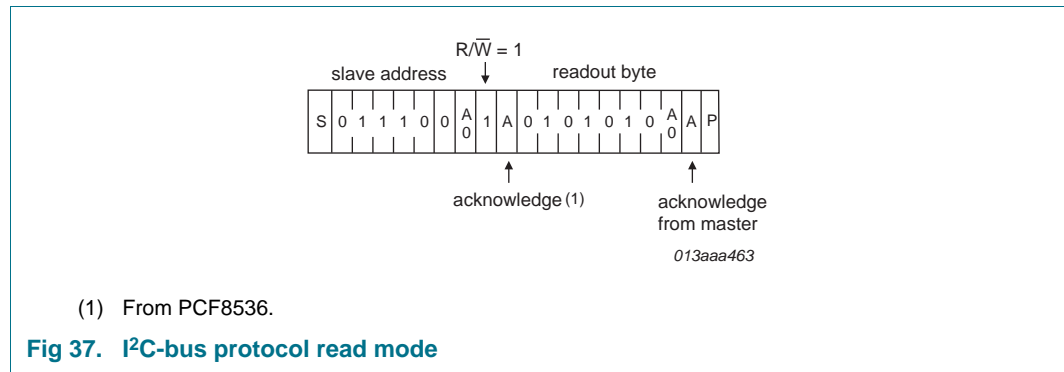 R/W̅ = 1
slave address readout byte
S 0 1 1 1 0 0 A0 1 A 0 1 0 1 0 1 0 A0 A P
acknowledge (1)
acknowledge
from master
013aaa463
(1) From PCF8536.
Fig 37. I²C-bus protocol read mode